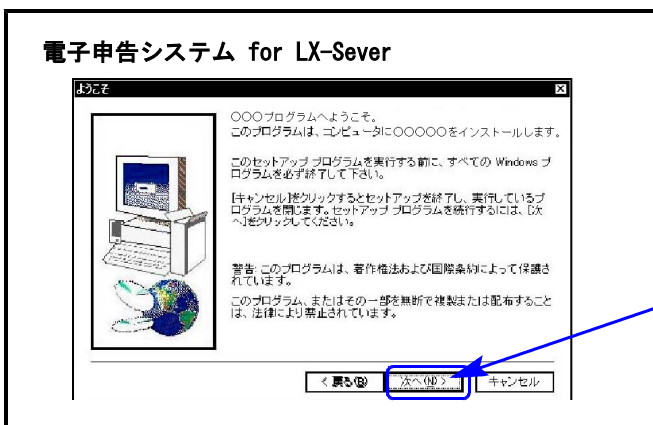 電子申告システム for LX-Sever
ようこそ
○○○プログラムへようこそ。
このプログラムは、コンピュータに○○○○○をインストールします。
このセットアップ プログラムを実行する前に、すべての Windows プ
ログラムを必ず終了して下さい。
[キャンセル]をクリックするとセットアップを終了し、実行しているプ
ログラムを閉じます。セットアップ プログラムを続行するには、[次
へ]をクリックしてください。
警告: このプログラムは、著作権法および国際条約によって保護さ
れています。
このプログラム、またはその一部を無断で複製または配布すること
は、法律により禁止されています。
< 戻る(B) 次へ(N) > キャンセル